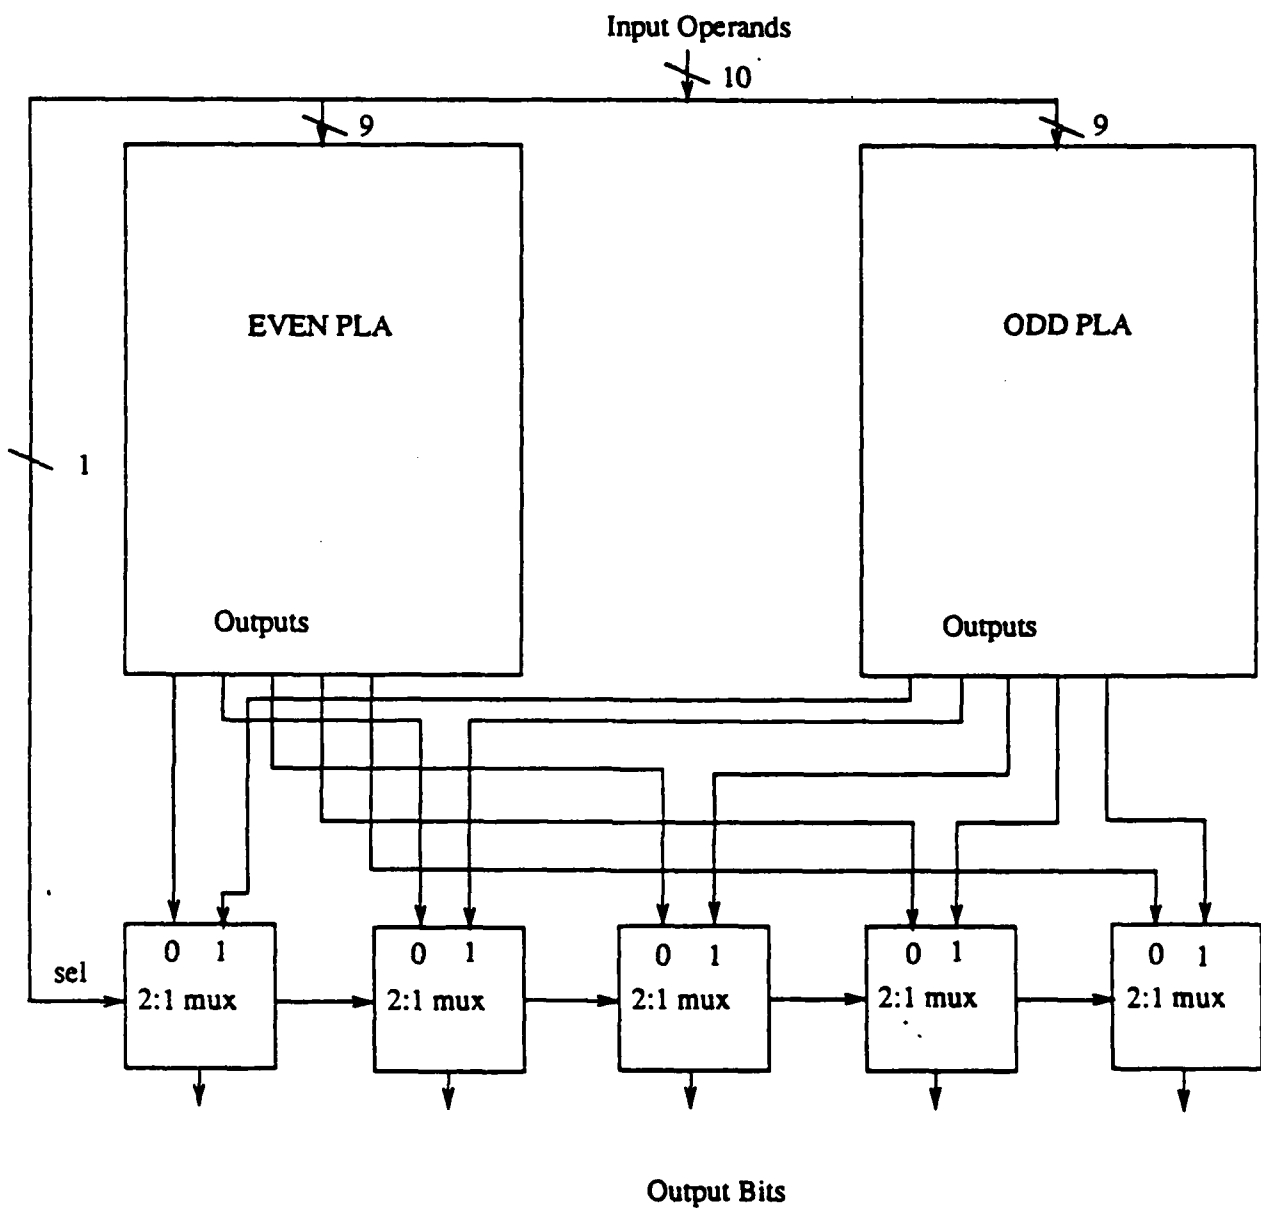 Input Operands
10
9
9
EVEN PLA
ODD PLA
1
Outputs
Outputs
0 1
0 1
0 1
0 1
0 1
sel
2:1 mux
2:1 mux
2:1 mux
2:1 mux
2:1 mux
Output Bits